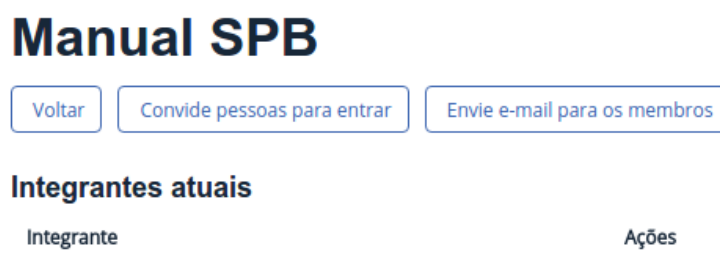 Manual SPB
Voltar Convide pessoas para entrar Envie e-mail para os membros
Integrantes atuais
Integrante Ações